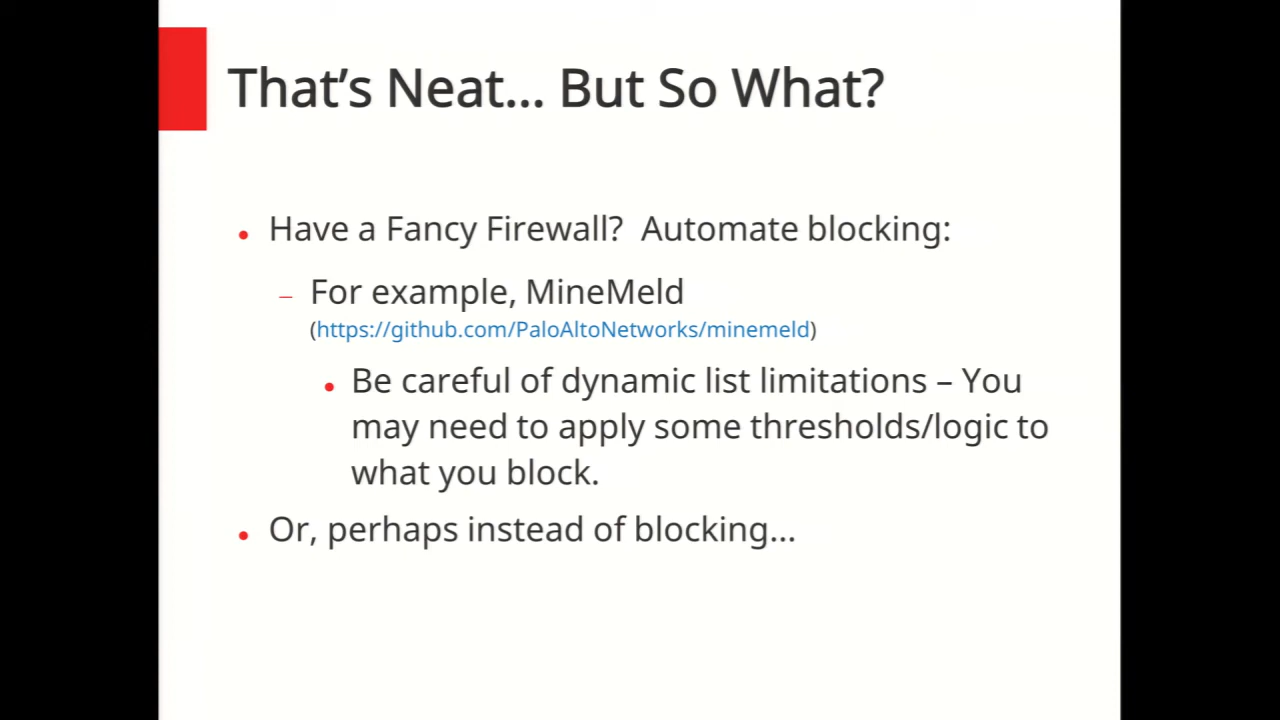 That's Neat... But So What?
• Have a Fancy Firewall?  Automate blocking:
– For example, MineMeld
(https://github.com/PaloAltoNetworks/minemeld)
• Be careful of dynamic list limitations – You
may need to apply some thresholds/logic to
what you block.
• Or, perhaps instead of blocking...